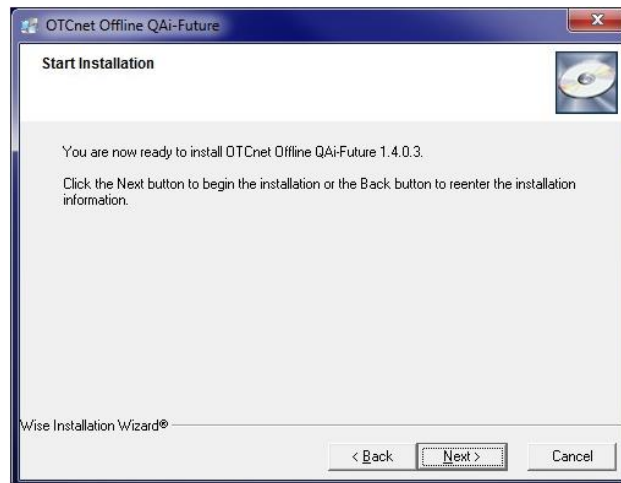 OTCnet Offline QAi-Future
Start Installation
You are now ready to install OTCnet Offline QAi-Future 1.4.0.3.
Click the Next button to begin the installation or the Back button to reenter the installation
information.
Wise Installation Wizard®
< Back
Next >
Cancel